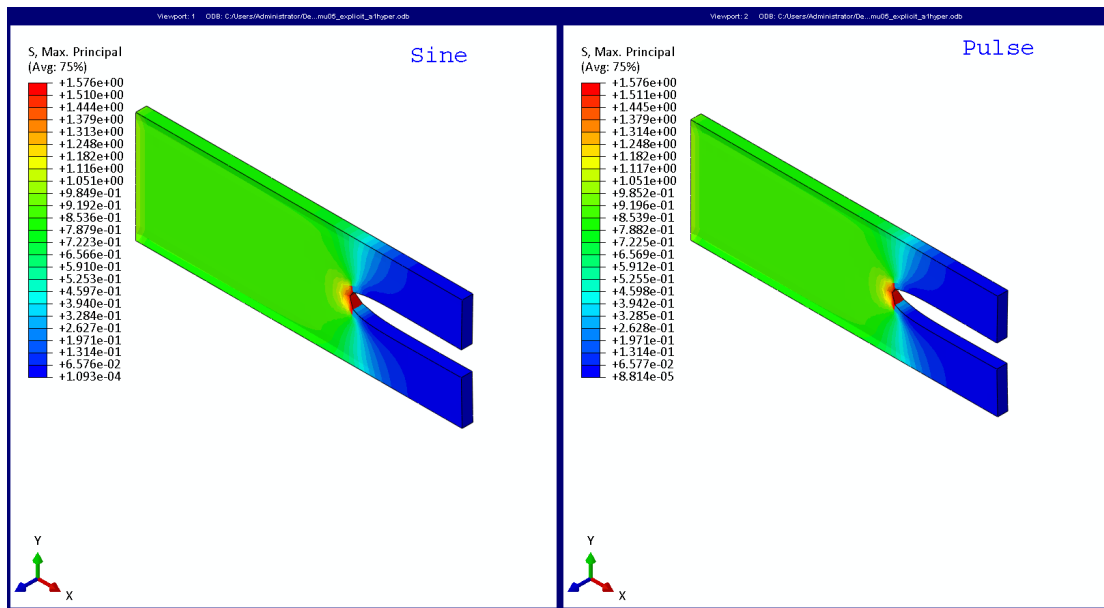 Viewport: 1 ODB: C:/Users/Administrator/De...mu05_explicit_a1hyper.odb
S, Max. Principal
(Avg: 75%)
+1.576e+00
+1.510e+00
+1.444e+00
+1.379e+00
+1.313e+00
+1.248e+00
+1.182e+00
+1.116e+00
+1.051e+00
+9.849e-01
+9.192e-01
+8.536e-01
+7.879e-01
+7.223e-01
+6.566e-01
+5.910e-01
+5.253e-01
+4.597e-01
+3.940e-01
+3.284e-01
+2.627e-01
+1.971e-01
+1.314e-01
+6.576e-02
+1.093e-04
Sine
Y
X
Viewport: 2 ODB: C:/Users/Administrator/De...mu05_explicit_a1hyper.odb
S, Max. Principal
(Avg: 75%)
+1.576e+00
+1.511e+00
+1.445e+00
+1.379e+00
+1.314e+00
+1.248e+00
+1.182e+00
+1.117e+00
+1.051e+00
+9.852e-01
+9.196e-01
+8.539e-01
+7.882e-01
+7.225e-01
+6.569e-01
+5.912e-01
+5.255e-01
+4.598e-01
+3.942e-01
+3.285e-01
+2.628e-01
+1.971e-01
+1.314e-01
+6.577e-02
+8.814e-05
Pulse
Y
X